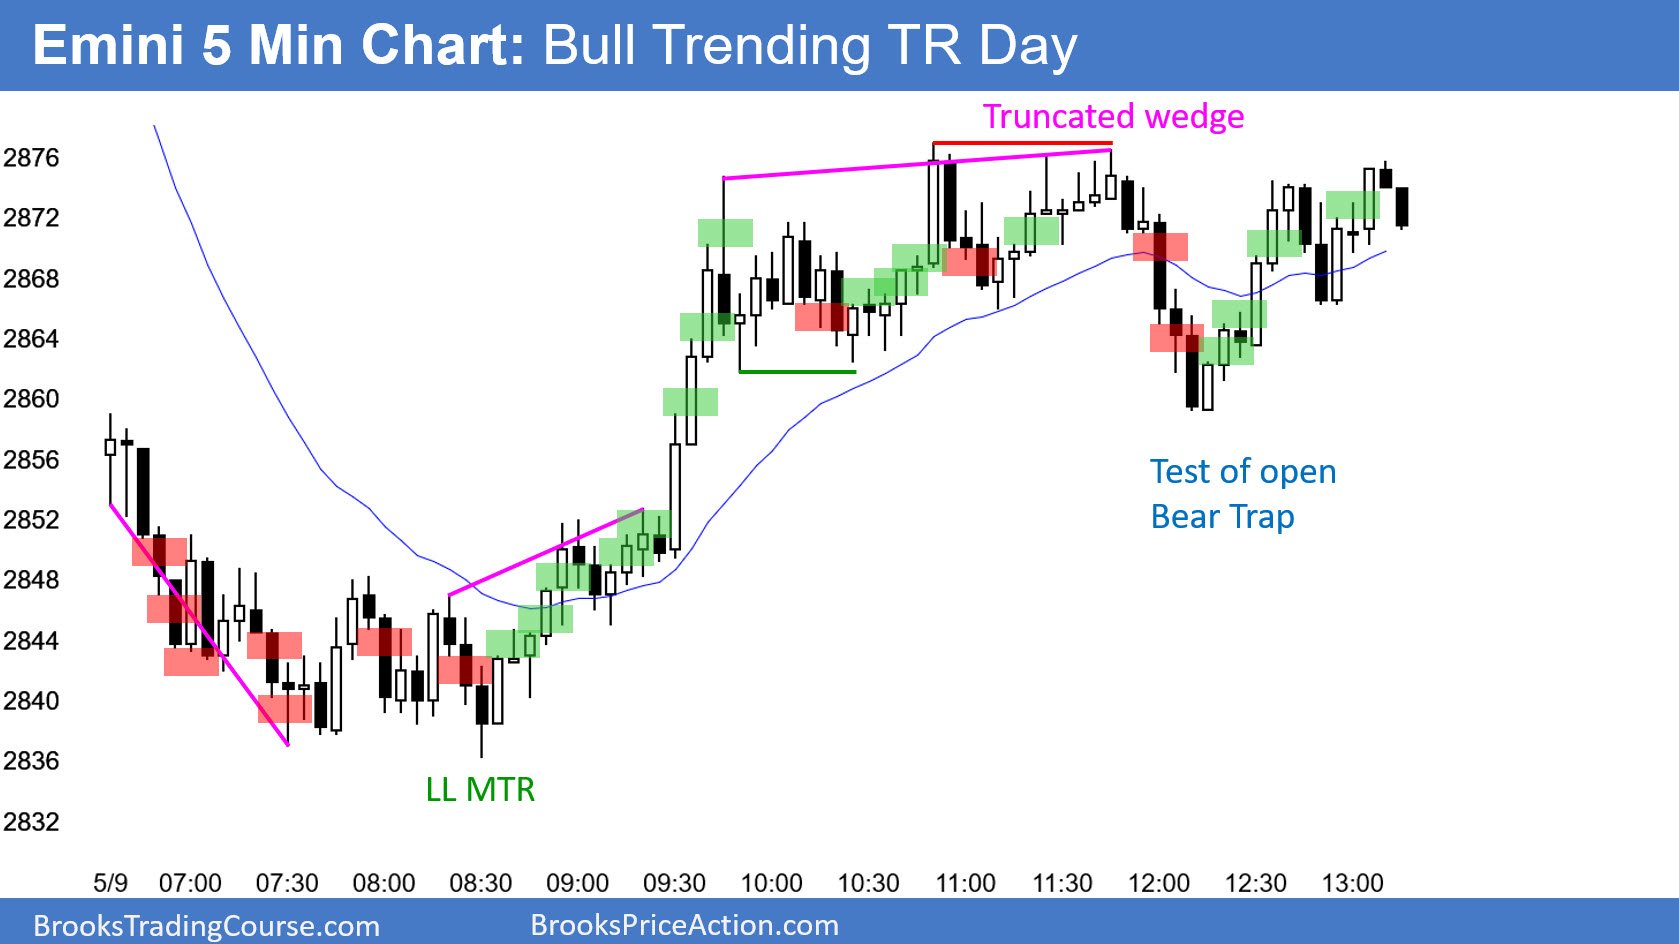 Emini 5 Min Chart: Bull Trending TR Day
Truncated wedge
2876
2872
2868
2864
2860
2856
2852
2848
2844
2840
2836
2832
Test of open
Bear Trap
LL MTR
5/9 07:00 07:30 08:00 08:30 09:00 09:30 10:00 10:30 11:00 11:30 12:00 12:30 13:00
BrooksTradingCourse.com BrooksPriceAction.com